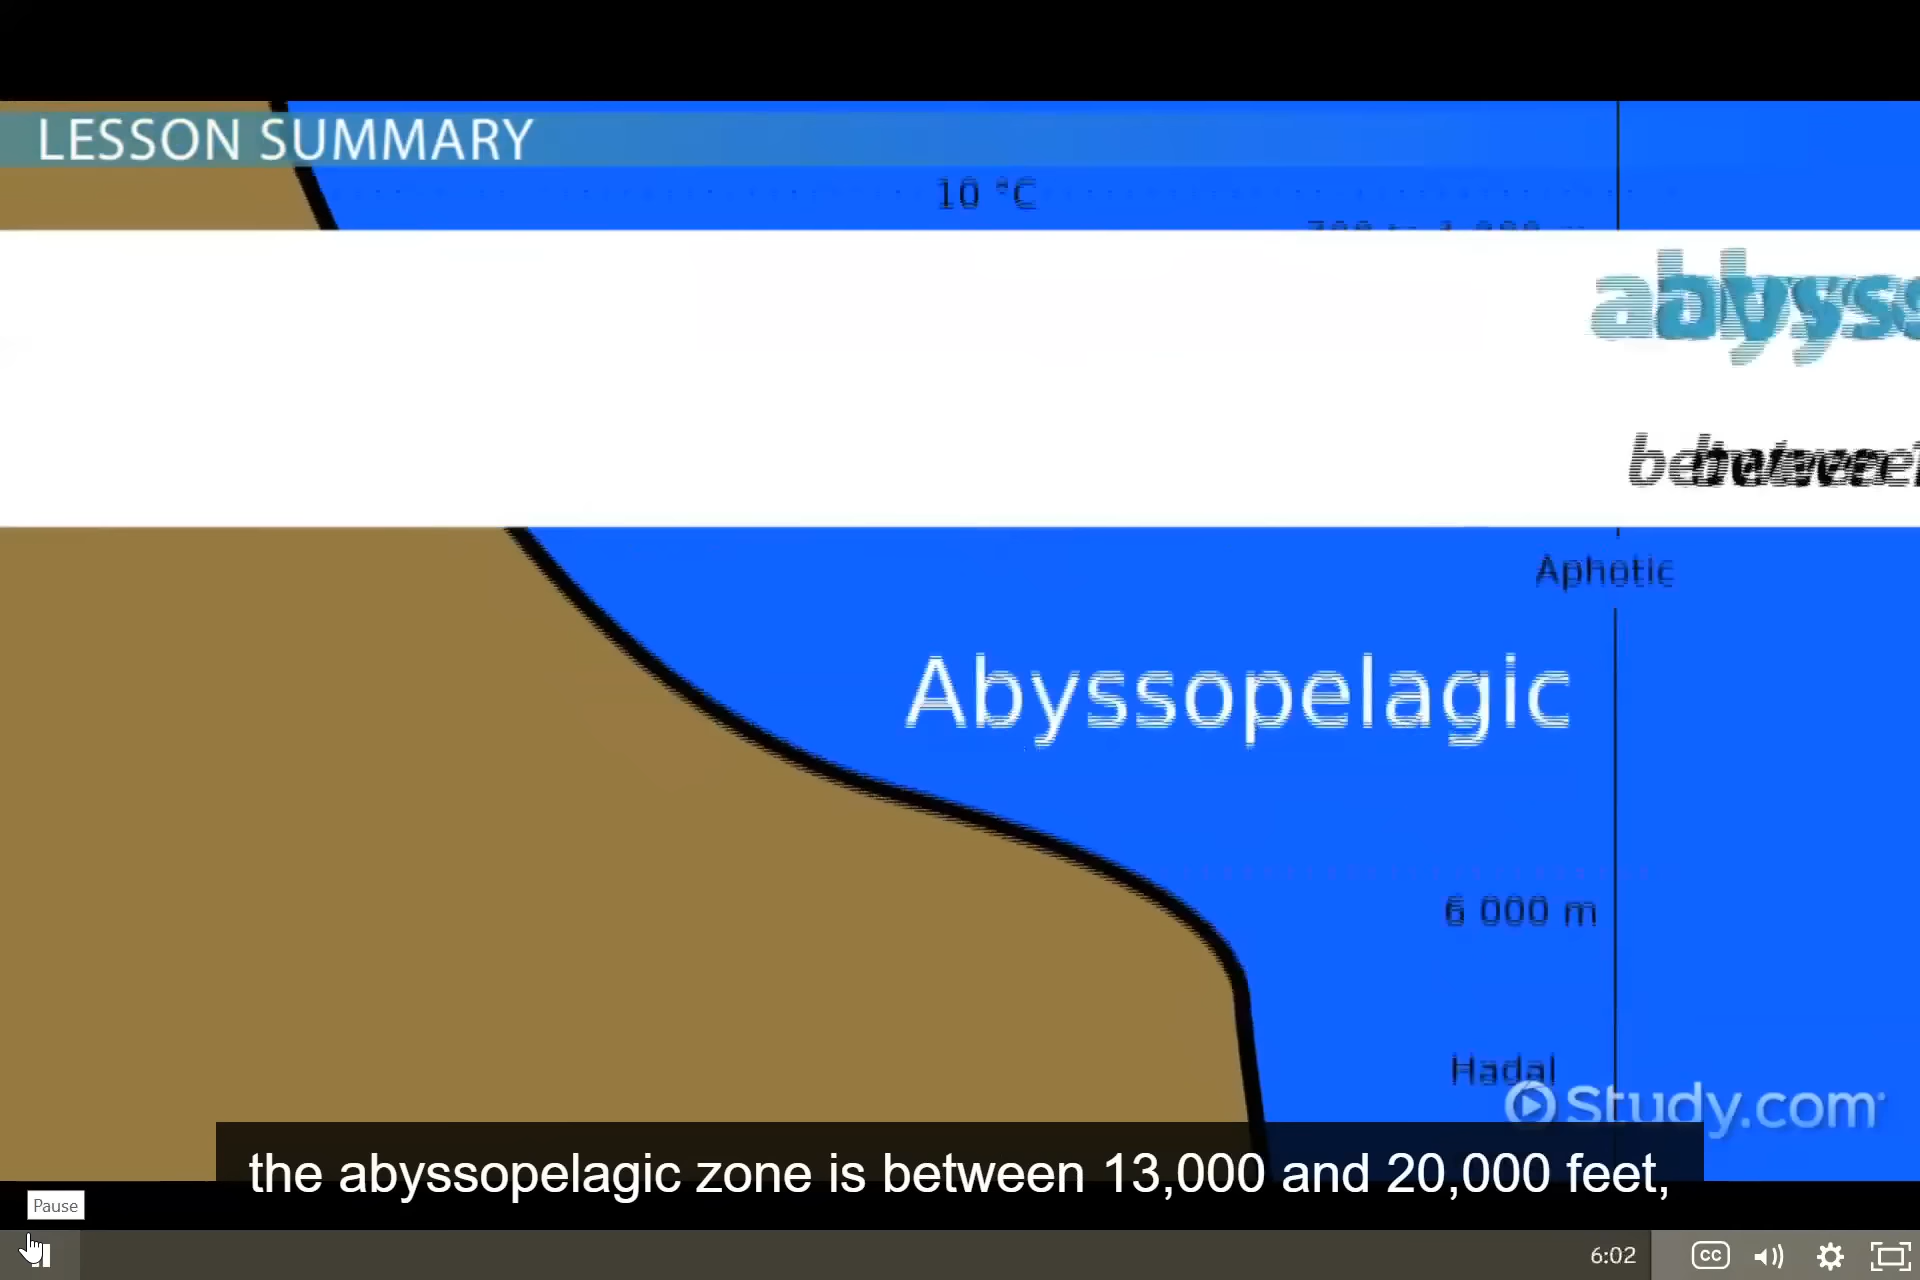 LESSON SUMMARY
10 °C
Aphotic
Abyssopelagic
6 000 m
Hadal
Study.com
the abyssopelagic zone is between 13,000 and 20,000 feet,
Pause
6:02
CC